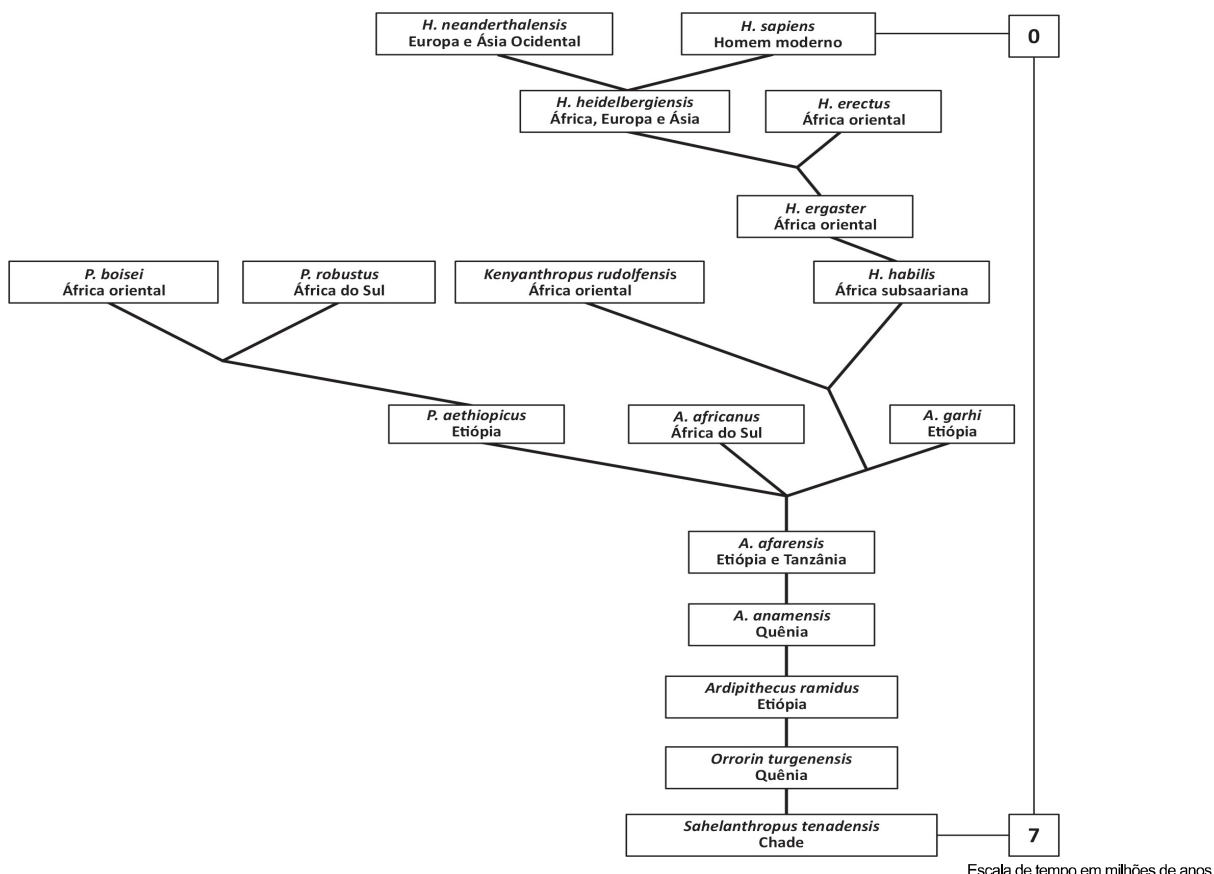 H. neanderthalensis
Europa e Ásia Ocidental
H. sapiens
Homem moderno
0
H. heidelbergiensis
África, Europa e Ásia
H. erectus
África oriental
H. ergaster
África oriental
P. boisei
África oriental
P. robustus
África do Sul
Kenyanthropus rudolfensis
África oriental
H. habilis
África subsaariana
P. aethiopicus
Etiópia
A. africanus
África do Sul
A. garhi
Etiópia
A. afarensis
Etiópia e Tanzânia
A. anamensis
Quênia
Ardipithecus ramidus
Etiópia
Orrorin turgenensis
Quênia
Sahelanthropus tenadensis
Chade
7
Escala de tempo em milhões de anos